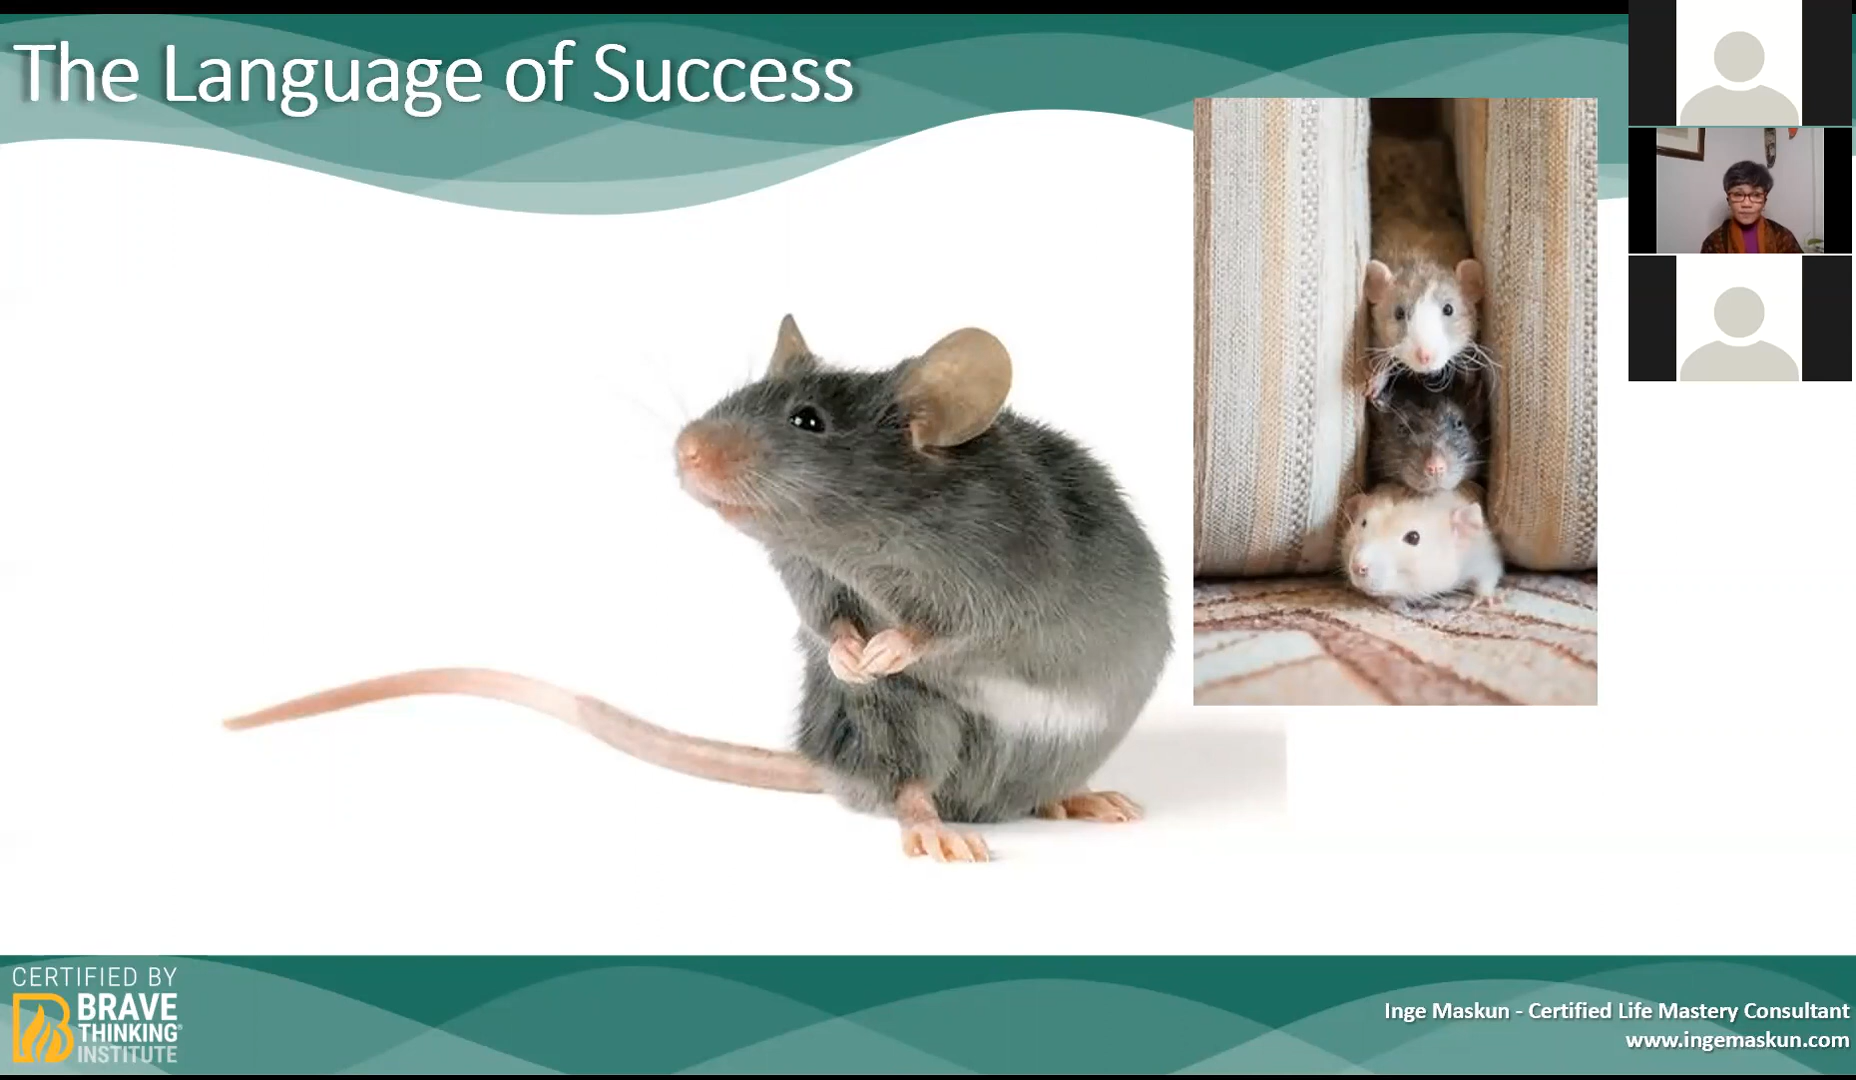 The Language of Success
CERTIFIED BY
BRAVE
THINKING®
INSTITUTE
Inge Maskun - Certified Life Mastery Consultant
www.ingemaskun.com